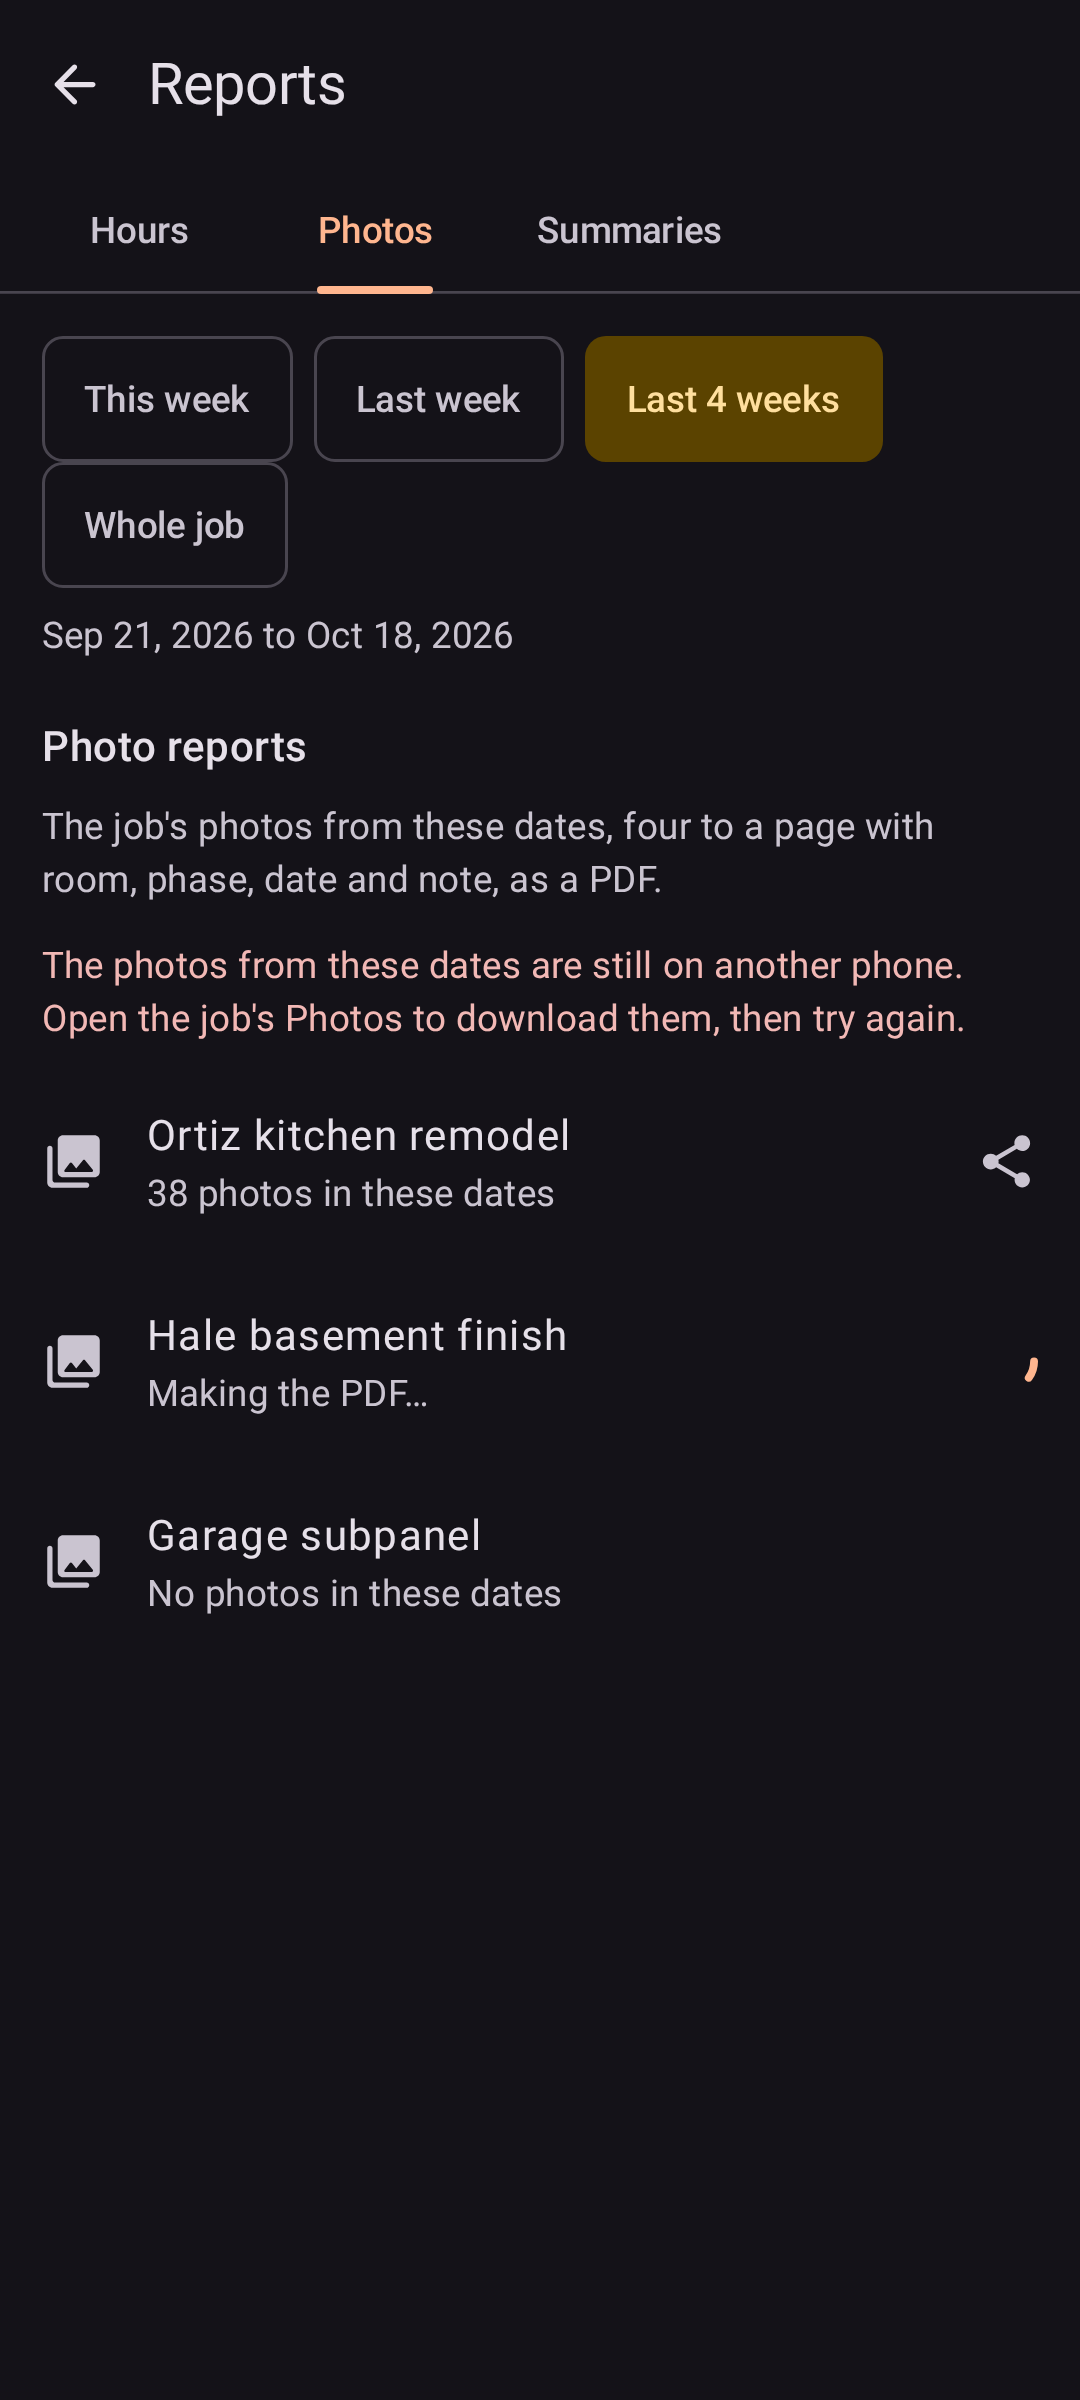 Reports
Hours
Photos
Summaries
This week
Last week
Last 4 weeks
Whole job
Sep 21, 2026 to Oct 18, 2026
Photo reports
The job's photos from these dates, four to a page with
room, phase, date and note, as a PDF.
The photos from these dates are still on another phone.
Open the job's Photos to download them, then try again.
Ortiz kitchen remodel
38 photos in these dates
Hale basement finish
Making the PDF…
Garage subpanel
No photos in these dates